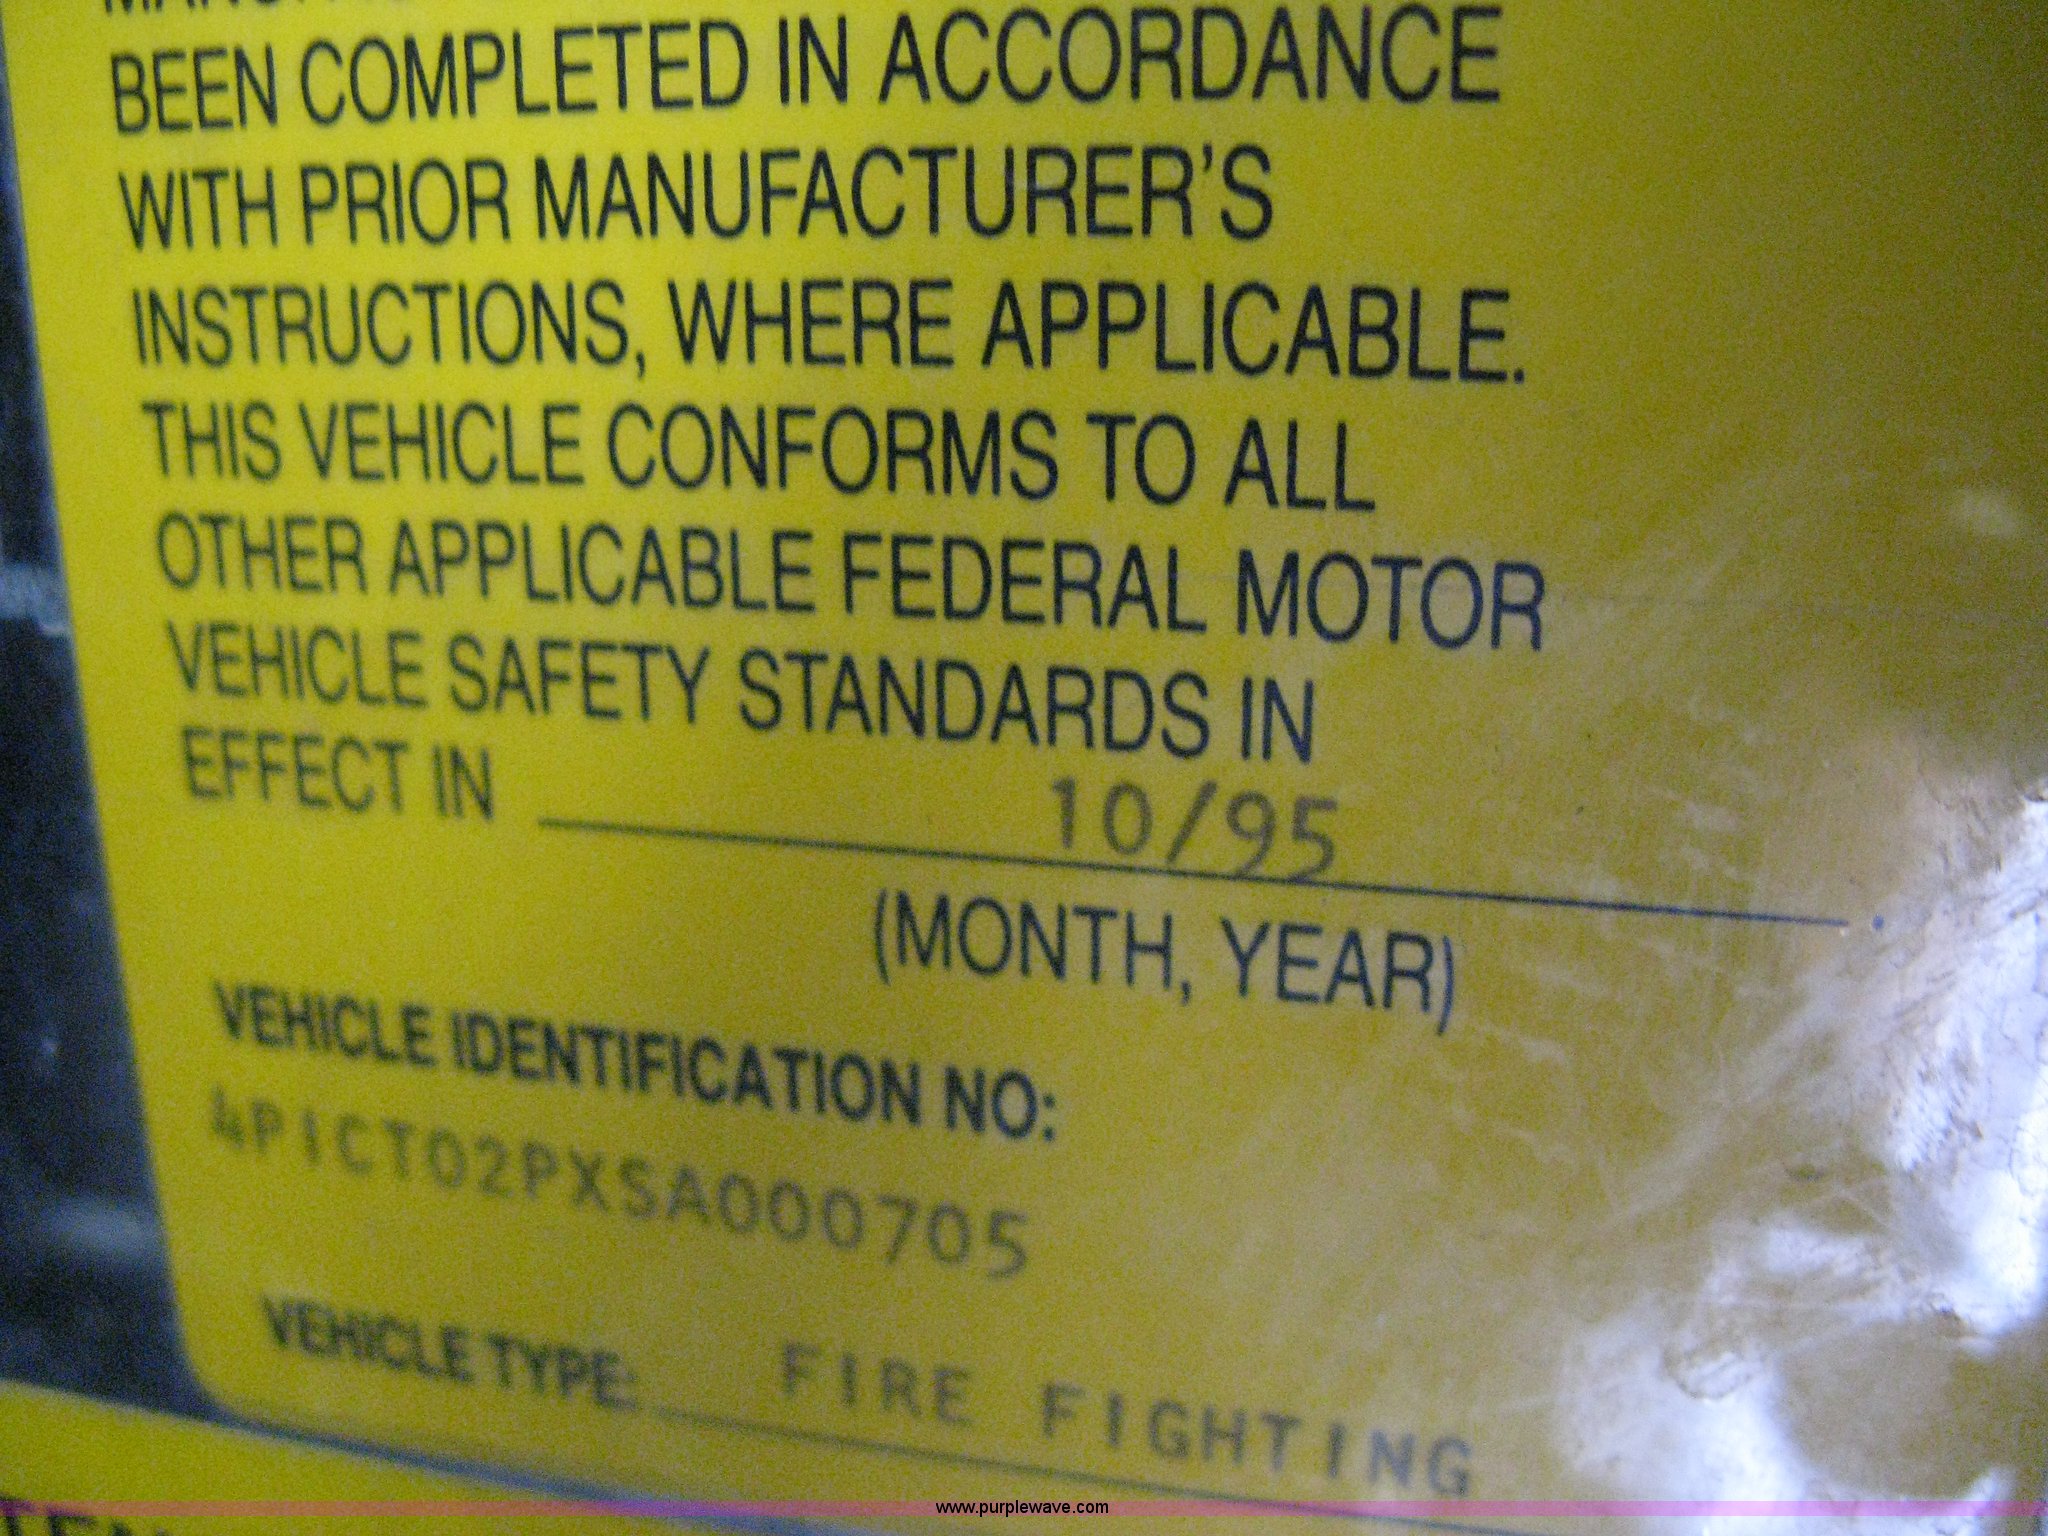 BEEN COMPLETED IN ACCORDANCE
WITH PRIOR MANUFACTURER'S
INSTRUCTIONS, WHERE APPLICABLE.
THIS VEHICLE CONFORMS TO ALL
OTHER APPLICABLE FEDERAL MOTOR
VEHICLE SAFETY STANDARDS IN
EFFECT IN 10/95
(MONTH, YEAR)
VEHICLE IDENTIFICATION NO:
4P1CT02PXSA000705
VEHICLE TYPE: FIRE FIGHTING
www.purplewave.com